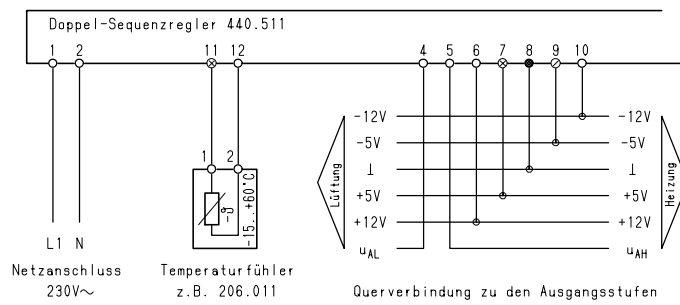 Doppel-Sequenzregler 440.511
1 2 11 12 4 5 6 7 8 9 10
-12V -12V
1 2 -5V -5V
⊥ ⊥
+5V +5V
+12V +12V
u_AL u_AH
-ϑ
-15...+60°C
Lüftung
Heizung
L1 N
Netzanschluss
230V~
Temperaturfühler
z.B. 206.011
Querverbindung zu den Ausgangsstufen